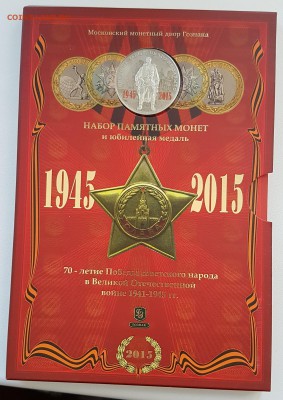 Московский монетный двор Гознака
1945 2015
НАБОР ПАМЯТНЫХ МОНЕТ
и юбилейная медаль
1945 2015
70 - летие Победы советского народа
в Великой Отечественной
войне 1941-1945 гг.
2015